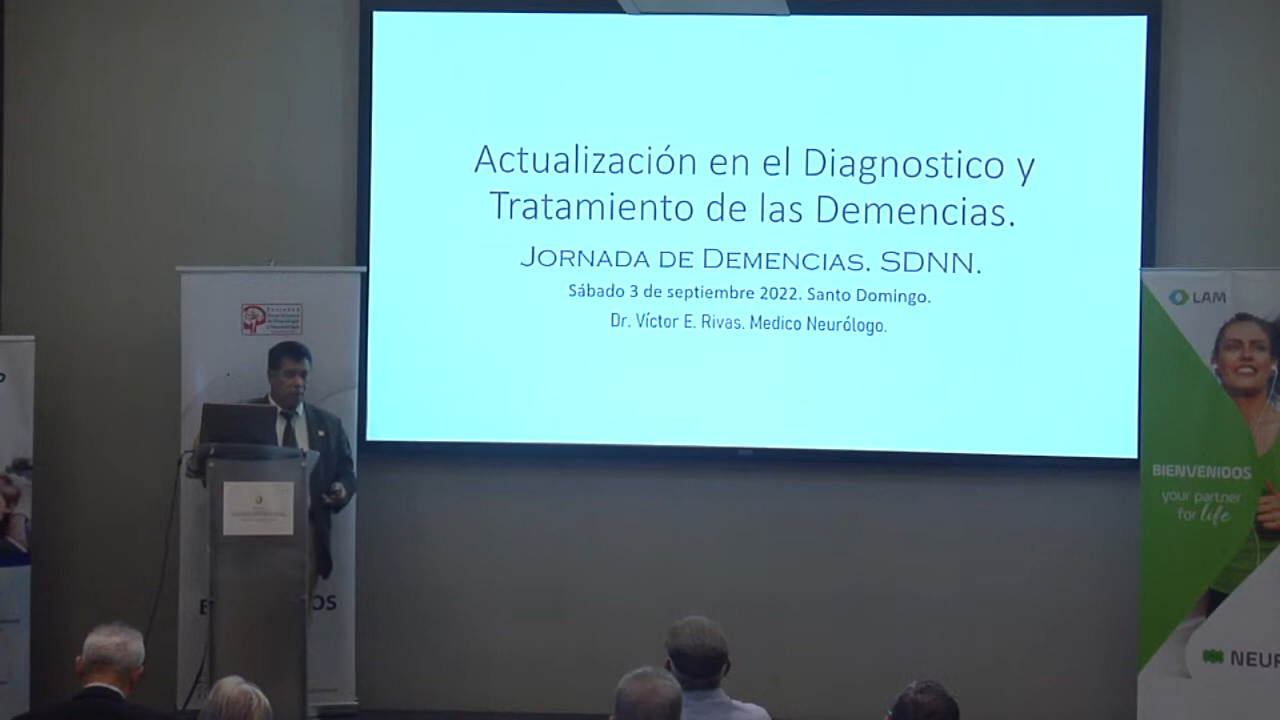 Actualización en el Diagnostico y
Tratamiento de las Demencias.
JORNADA DE DEMENCIAS. SDNN.
Sábado 3 de septiembre 2022. Santo Domingo.
Dr. Víctor E. Rivas. Medico Neurólogo.
LAM
BIENVENIDOS
your partner
for life
NEUR
OS